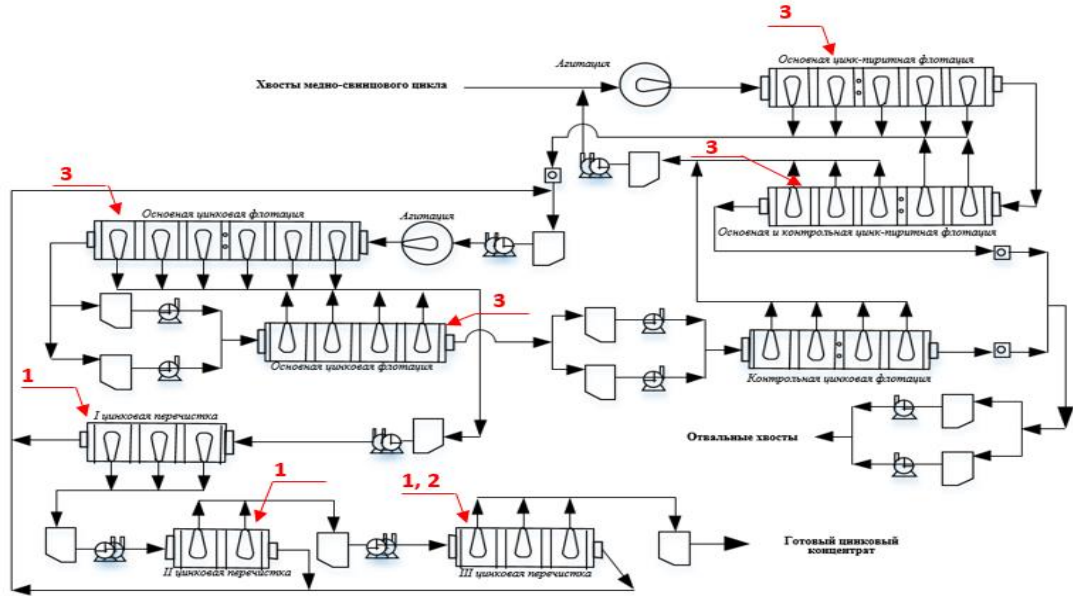 3
Агитация
Основная цинк-пиритная флотация
Хвосты медно-свинцового цикла
3
3
Основная цинковая флотация
Агитация
Основная и контрольная цинк-пиритная флотация
3
Основная цинковая флотация
Контрольная цинковая флотация
1
I цинковая перечистка
Отвальные хвосты
1
1, 2
Готовый цинковый
концентрат
II цинковая перечистка
III цинковая перечистка